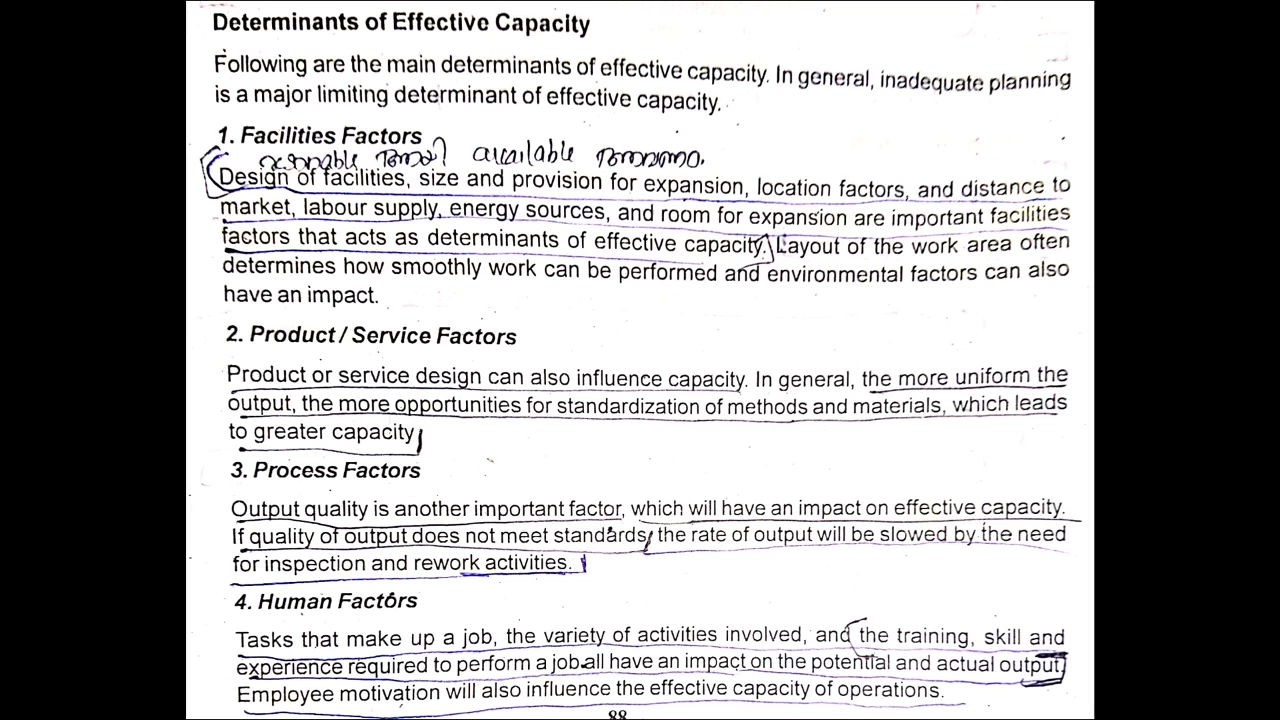 Determinants of Effective Capacity
Following are the main determinants of effective capacity. In general, inadequate planning
is a major limiting determinant of effective capacity.
1. Facilities Factors
available
Design of facilities, size and provision for expansion, location factors, and distance to
market, labour supply, energy sources, and room for expansion are important facilities
factors that acts as determinants of effective capacity. Layout of the work area often
determines how smoothly work can be performed and environmental factors can also
have an impact.
2. Product / Service Factors
Product or service design can also influence capacity. In general, the more uniform the
output, the more opportunities for standardization of methods and materials, which leads
to greater capacity
3. Process Factors
Output quality is another important factor, which will have an impact on effective capacity.
If quality of output does not meet standards, the rate of output will be slowed by the need
for inspection and rework activities.
4. Human Factors
Tasks that make up a job, the variety of activities involved, and the training, skill and
experience required to perform a job all have an impact on the potential and actual output
Employee motivation will also influence the effective capacity of operations.
88